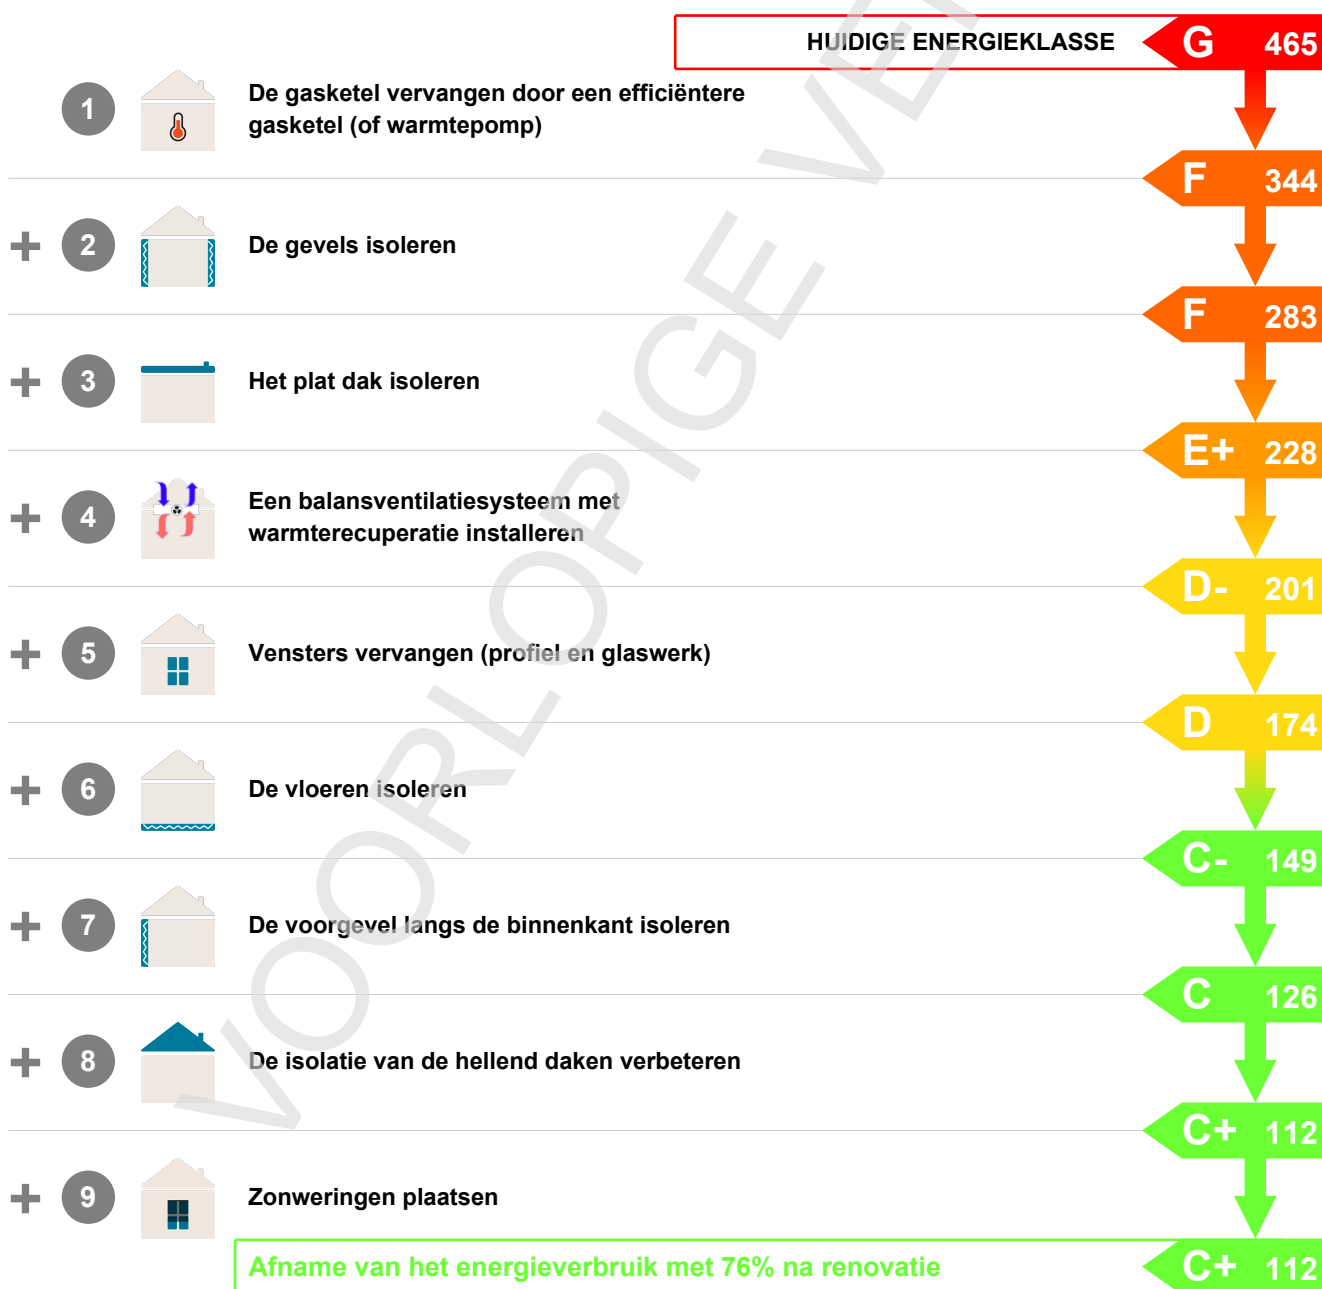 HUIDIGE ENERGIEKLASSE G 465
1 De gasketel vervangen door een efficiëntere
gasketel (of warmtepomp)
F 344
+ 2 De gevels isoleren
F 283
+ 3 Het plat dak isoleren
E+ 228
+ 4 Een balansventilatiesysteem met
warmterecuperatie installeren
D- 201
+ 5 Vensters vervangen (profiel en glaswerk)
D 174
+ 6 De vloeren isoleren
C- 149
+ 7 De voorgevel langs de binnenkant isoleren
C 126
+ 8 De isolatie van de hellend daken verbeteren
C+ 112
+ 9 Zonweringen plaatsen
Afname van het energieverbruik met 76% na renovatie C+ 112
VOORLOPIGE